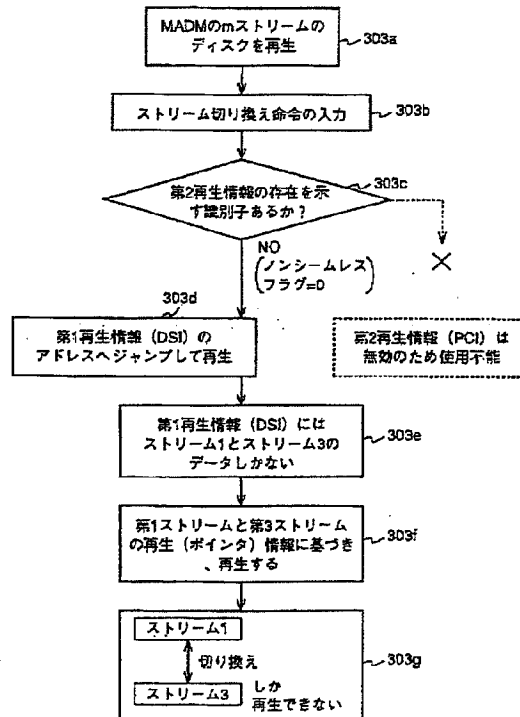 MADMのmストリームの
ディスクを再生
303a
ストリーム切り換え命令の入力
303b
第2再生情報の存在を示
す識別子あるか？
303c
NO
(ノンシームレス
フラグ=0)
303d
第1再生情報（DSI）の
アドレスへジャンプして再生
第2再生情報（PCI）は
無効のため使用不能
第1再生情報（DSI）には
ストリーム1とストリーム3の
データしかない
303e
第1ストリームと第3ストリーム
の再生（ポインタ）情報に基づき
、再生する
303f
ストリーム1
切り換え
303g
ストリーム3
しか
再生できない